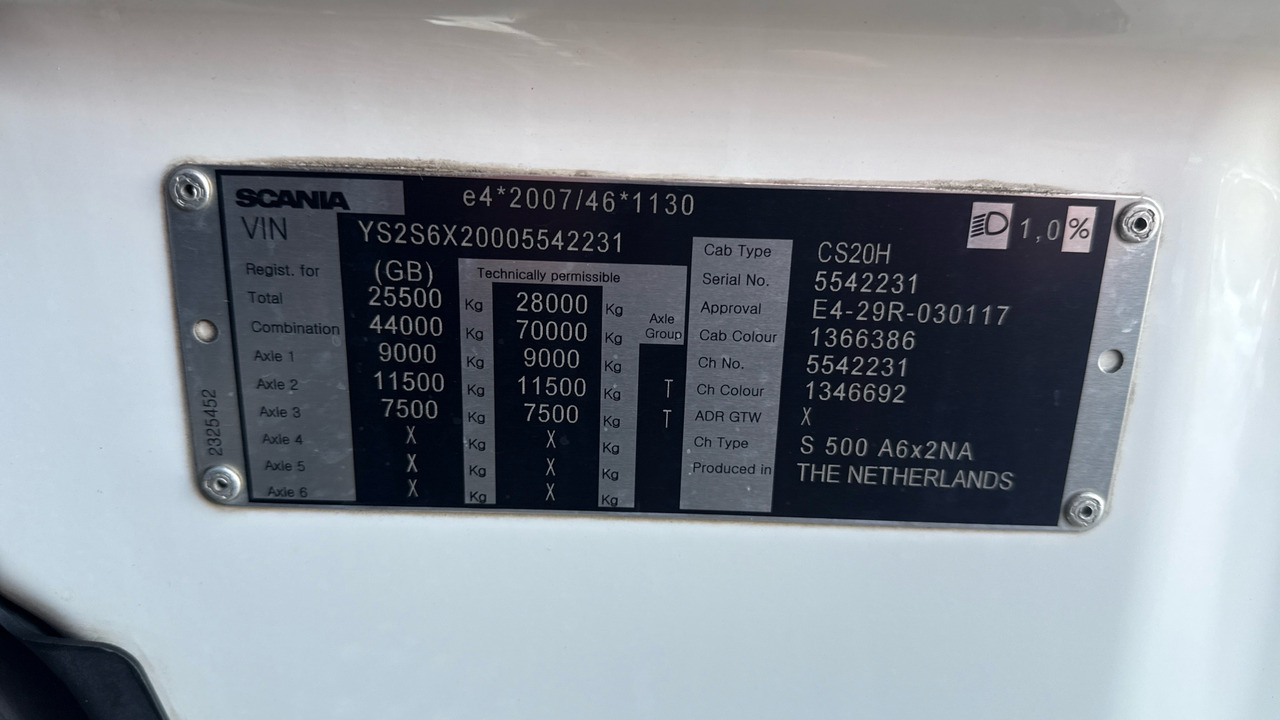 SCANIA e4*2007/46*1130
VIN YS2S6X20005542231 1,0%
Regist. for (GB) Technically permissible
Total 25500 Kg 28000 Kg Axle Group
Combination 44000 Kg 70000 Kg
Axle 1 9000 Kg 9000 Kg
Axle 2 11500 Kg 11500 Kg T
Axle 3 7500 Kg 7500 Kg T
Axle 4 X Kg X Kg
Axle 5 X Kg X Kg
Axle 6 X Kg X Kg
Cab Type CS20H
Serial No. 5542231
Approval E4-29R-030117
Cab Colour 1366386
Ch No. 5542231
Ch Colour 1346692
ADR GTW X
Ch Type S 500 A6x2NA
Produced in THE NETHERLANDS
2325452